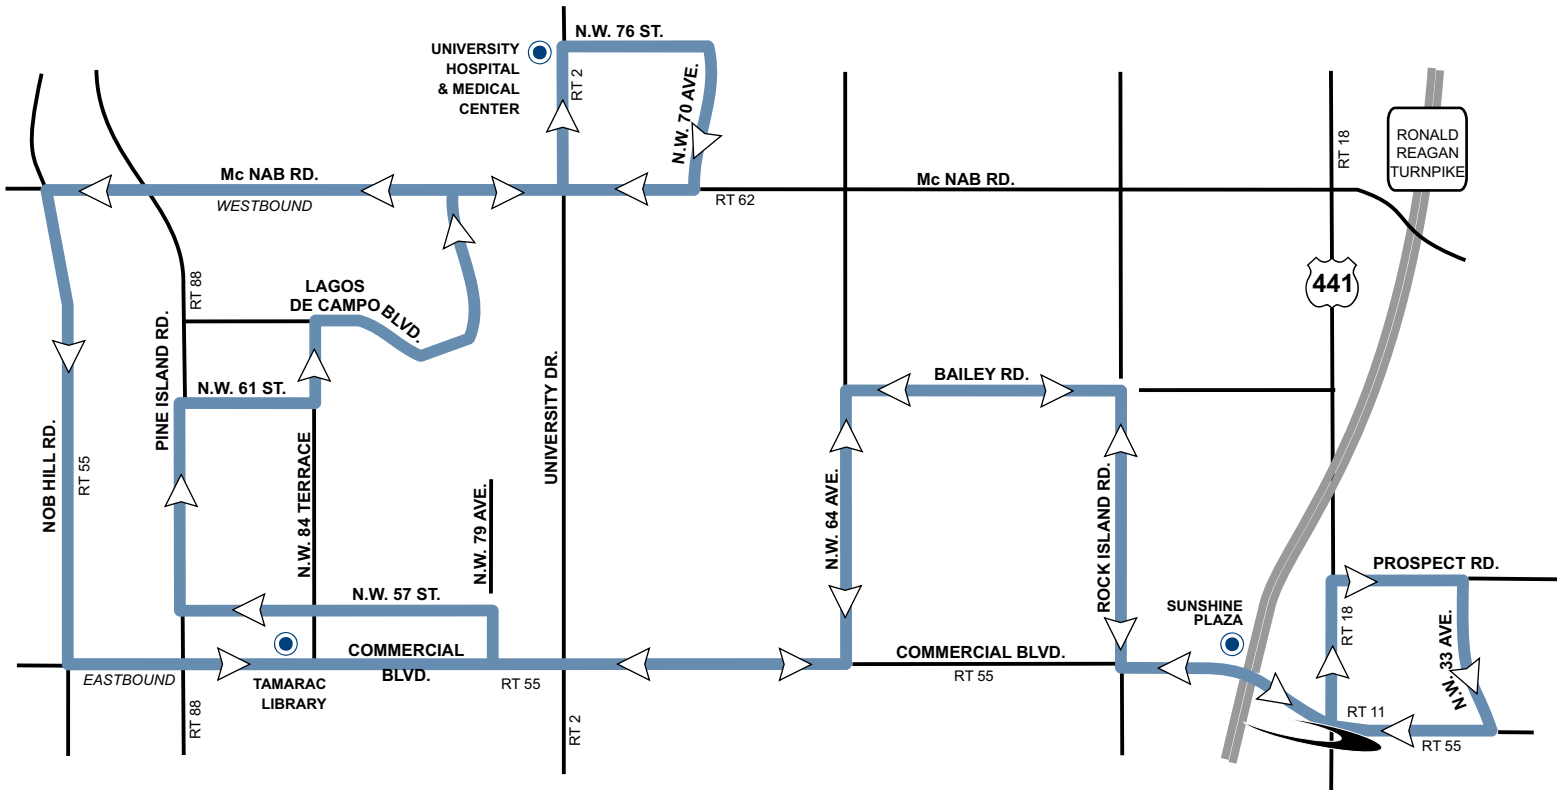 N.W. 76 ST.
UNIVERSITY
HOSPITAL
& MEDICAL
CENTER
RT 2
N.W. 70 AVE.
RT 18
RONALD
REAGAN
TURNPIKE
Mc NAB RD.
WESTBOUND
RT 62
Mc NAB RD.
RT 88
LAGOS
DE CAMPO BLVD.
441
PINE ISLAND RD.
N.W. 61 ST.
UNIVERSITY DR.
BAILEY RD.
NOB HILL RD.
RT 55
N.W. 84 TERRACE
N.W. 79 AVE.
N.W. 64 AVE.
ROCK ISLAND RD.
PROSPECT RD.
N.W. 57 ST.
SUNSHINE
PLAZA
RT 18
N.W. 33 AVE.
COMMERCIAL
BLVD.
COMMERCIAL BLVD.
RT 55
EASTBOUND
TAMARAC
LIBRARY
RT 55
RT 88
RT 2
RT 11
RT 55